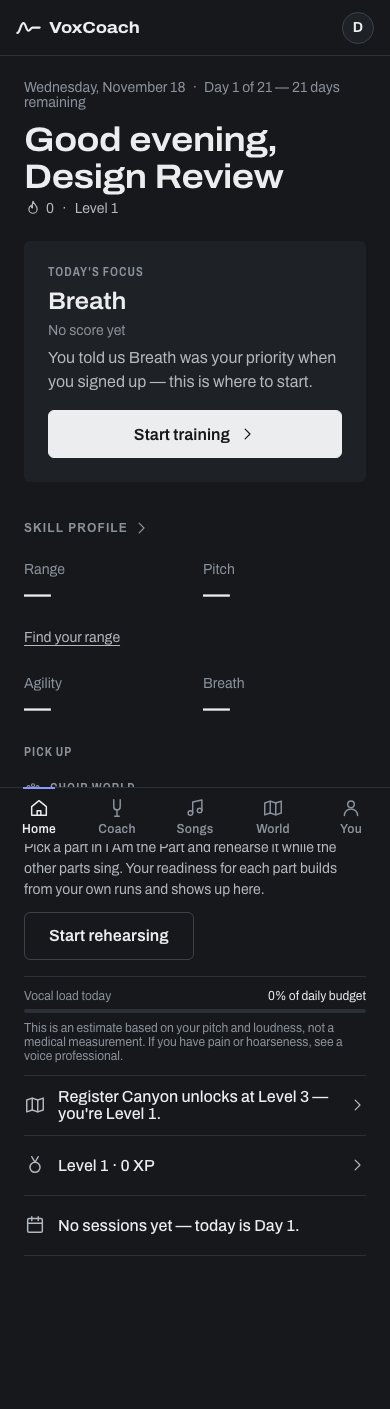 VoxCoach
D
Wednesday, November 18 · Day 1 of 21 — 21 days
remaining
Good evening,
Design Review
0 · Level 1
TODAY'S FOCUS
Breath
No score yet
You told us Breath was your priority when
you signed up — this is where to start.
Start training
SKILL PROFILE
Range
Pitch
—
—
Find your range
Agility
Breath
—
—
PICK UP
CHOIR WORLD
Home
Coach
Songs
World
You
Pick a part in I Am the Part and rehearse it while the
other parts sing. Your readiness for each part builds
from your own runs and shows up here.
Start rehearsing
Vocal load today
0% of daily budget
This is an estimate based on your pitch and loudness, not a
medical measurement. If you have pain or hoarseness, see a
voice professional.
Register Canyon unlocks at Level 3 —
you're Level 1.
Level 1 · 0 XP
No sessions yet — today is Day 1.